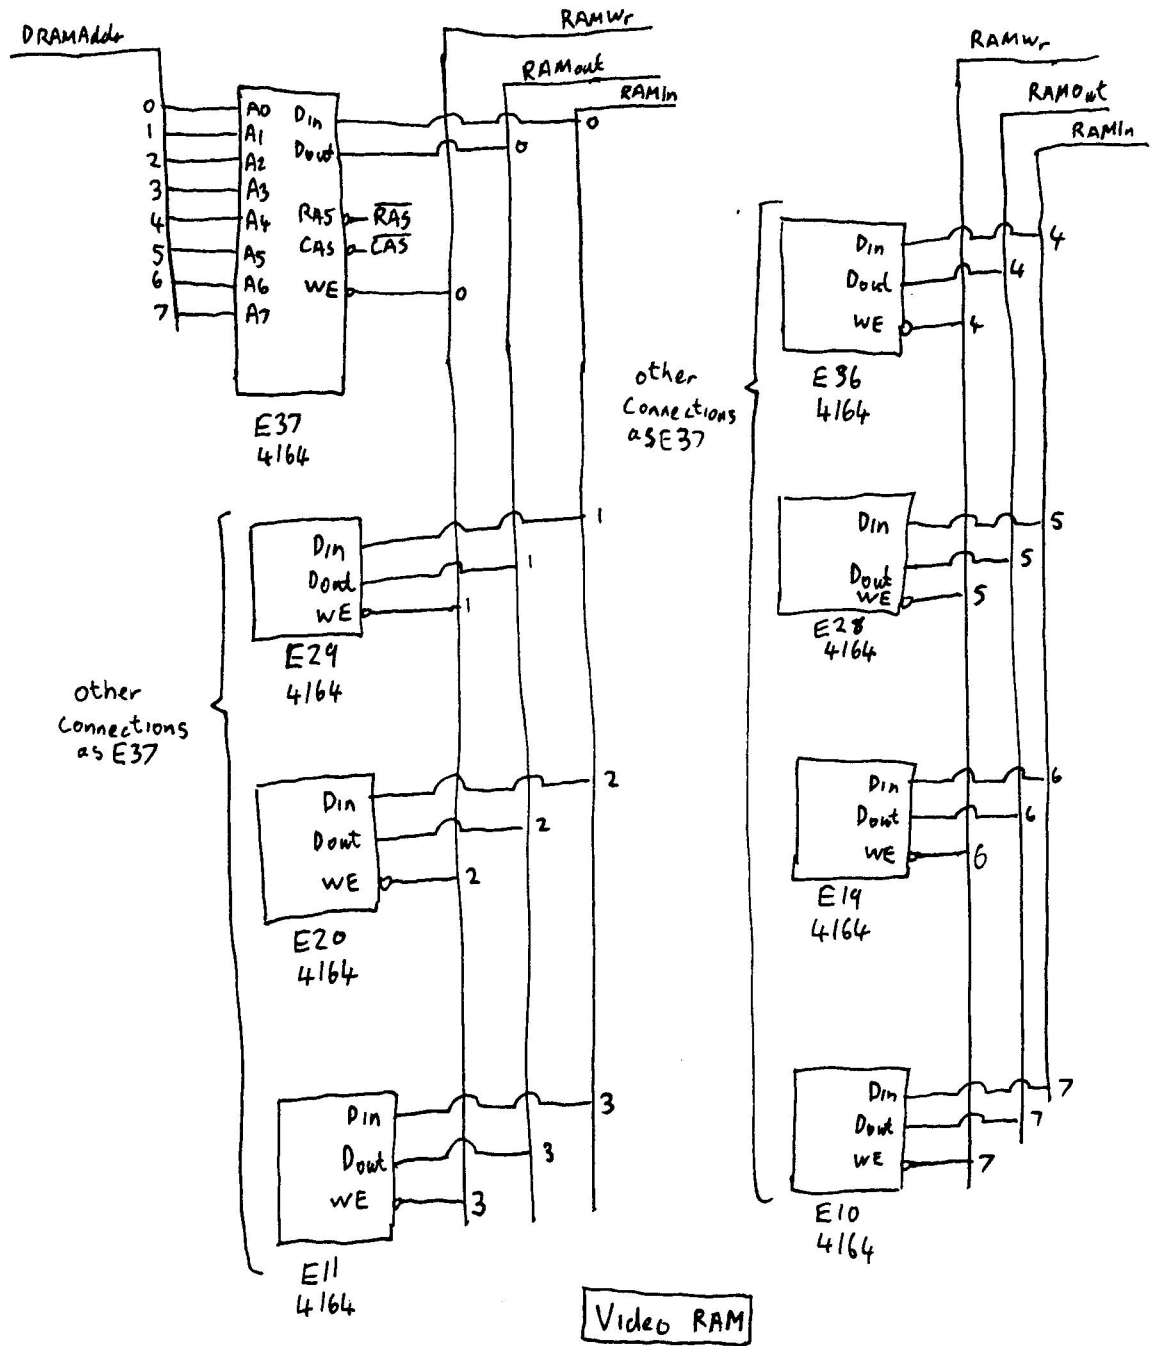 DRAMAddr
RAMWr
RAMout
RAMIn
0 A0 Din 0
1 A1 Dout 0
2 A2
3 A3
4 A4 RAS RAS
5 A5 CAS CAS
6 A6 WE 0
7 A7
E37
4164
other
Connections
as E37
Din 1
Dout 1
WE 1
E29
4164
Din 2
Dout 2
WE 2
E20
4164
Din 3
Dout 3
WE 3
E11
4164
RAMWr
RAMOut
RAMIn
other
Connections
as E37
Din 4
Dout 4
WE 4
E36
4164
Din 5
Dout 5
WE 5
E28
4164
Din 6
Dout 6
WE 6
E19
4164
Din 7
Dout 7
WE 7
E10
4164
Video RAM